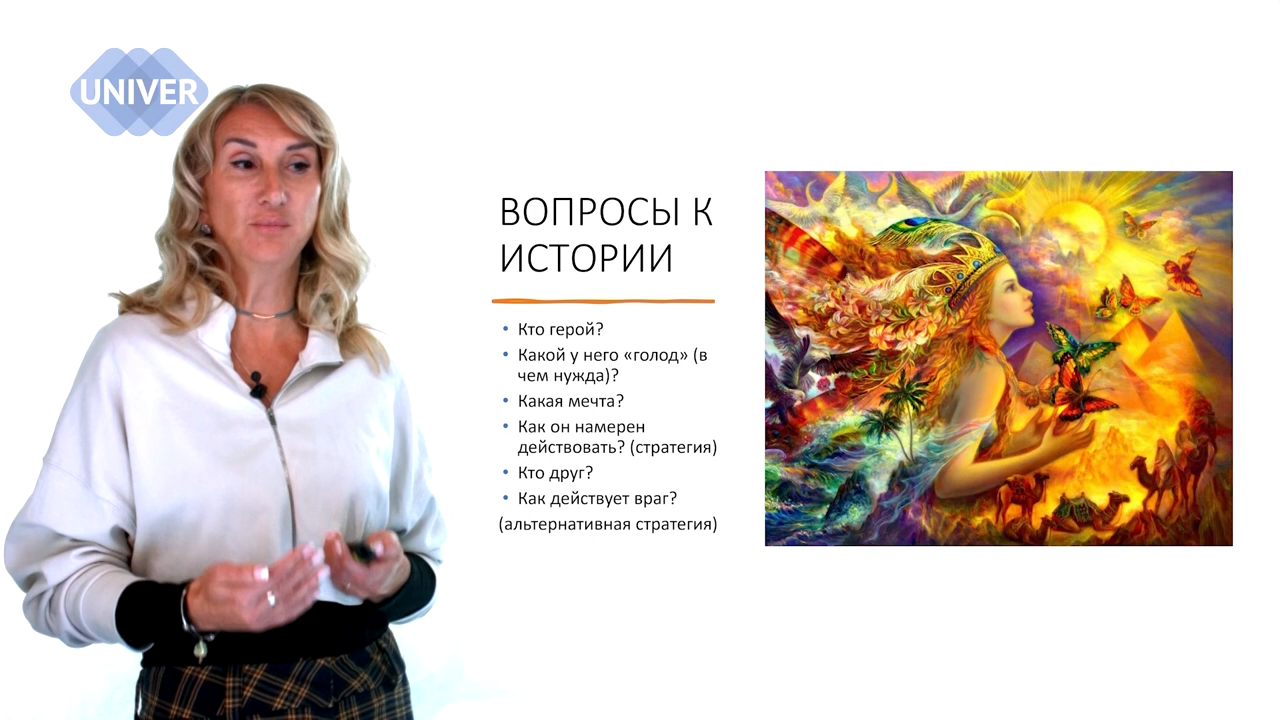 UNIVER
ВОПРОСЫ К
ИСТОРИИ
• Кто герой?
• Какой у него «голод» (в
чем нужда)?
• Какая мечта?
• Как он намерен
действовать? (стратегия)
• Кто друг?
• Как действует враг?
(альтернативная стратегия)